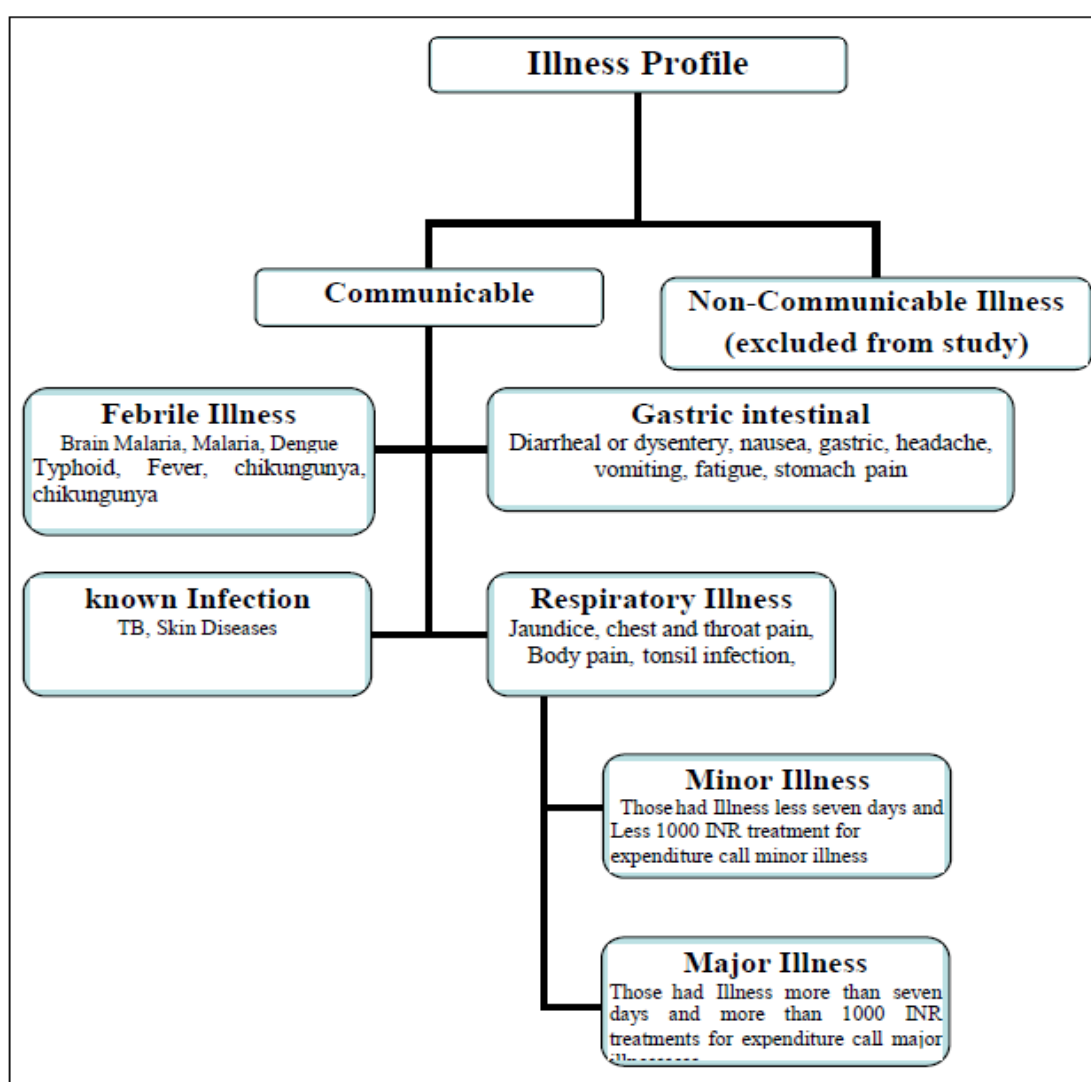 Illness Profile
Communicable
Non-Communicable Illness
(excluded from study)
Febrile Illness
Brain Malaria, Malaria, Dengue
Typhoid, Fever, chikungunya,
chikungunya
Gastric intestinal
Diarrheal or dysentery, nausea, gastric, headache,
vomiting, fatigue, stomach pain
known Infection
TB, Skin Diseases
Respiratory Illness
Jaundice, chest and throat pain,
Body pain, tonsil infection,
Minor Illness
Those had Illness less seven days and
Less 1000 INR treatment for
expenditure call minor illness
Major Illness
Those had Illness more than seven
days and more than 1000 INR
treatments for expenditure call major